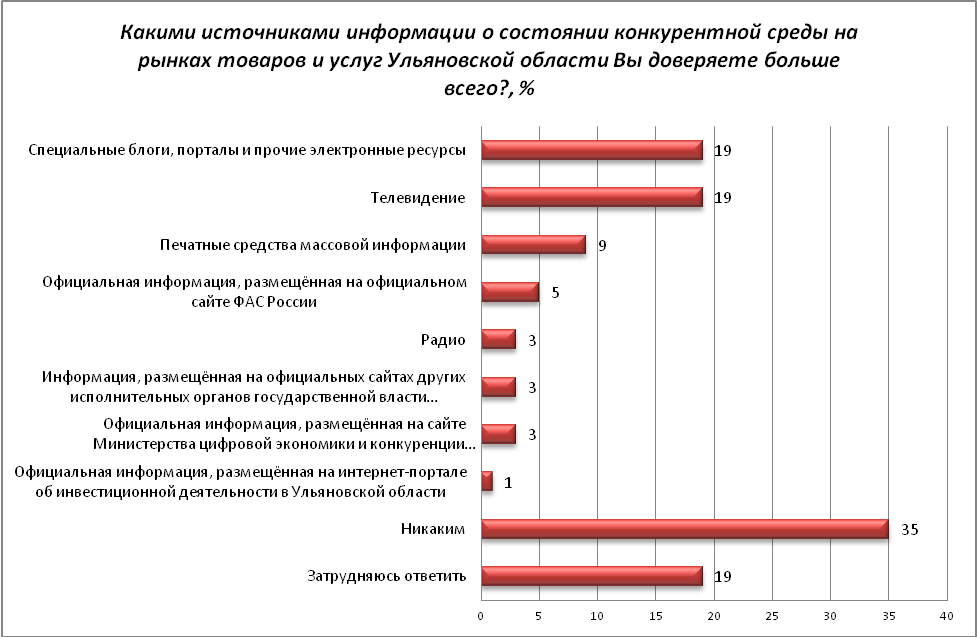 Какими источниками информации о состоянии конкурентной среды на
рынках товаров и услуг Ульяновской области Вы доверяете больше
всего?, %
Специальные блоги, порталы и прочие электронные ресурсы
19
Телевидение
19
Печатные средства массовой информации
9
Официальная информация, размещённая на официальном
сайте ФАС России
5
Радио
3
Информация, размещённая на официальных сайтах других
исполнительных органов государственной власти...
3
Официальная информация, размещённая на сайте
Министерства цифровой экономики и конкуренции...
3
Официальная информация, размещённая на интернет-портале
об инвестиционной деятельности в Ульяновской области
1
Никаким
35
Затрудняюсь ответить
19
0 5 10 15 20 25 30 35 40